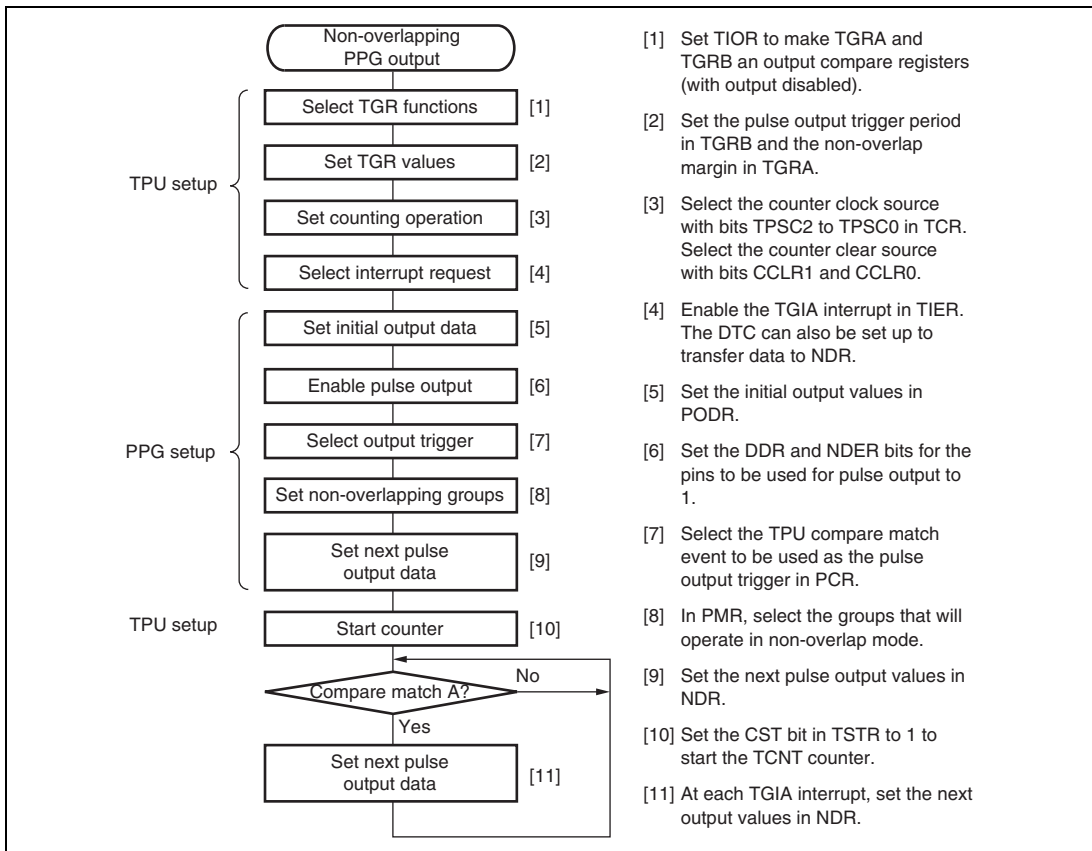 Non-overlapping
PPG output
TPU setup
Select TGR functions [1]
Set TGR values [2]
Set counting operation [3]
Select interrupt request [4]
PPG setup
Set initial output data [5]
Enable pulse output [6]
Select output trigger [7]
Set non-overlapping groups [8]
Set next pulse
output data [9]
TPU setup
Start counter [10]
Compare match A? No
Yes
Set next pulse
output data [11]
[1] Set TIOR to make TGRA and
TGRB an output compare registers
(with output disabled).
[2] Set the pulse output trigger period
in TGRB and the non-overlap
margin in TGRA.
[3] Select the counter clock source
with bits TPSC2 to TPSC0 in TCR.
Select the counter clear source
with bits CCLR1 and CCLR0.
[4] Enable the TGIA interrupt in TIER.
The DTC can also be set up to
transfer data to NDR.
[5] Set the initial output values in
PODR.
[6] Set the DDR and NDER bits for the
pins to be used for pulse output to
1.
[7] Select the TPU compare match
event to be used as the pulse
output trigger in PCR.
[8] In PMR, select the groups that will
operate in non-overlap mode.
[9] Set the next pulse output values in
NDR.
[10] Set the CST bit in TSTR to 1 to
start the TCNT counter.
[11] At each TGIA interrupt, set the next
output values in NDR.